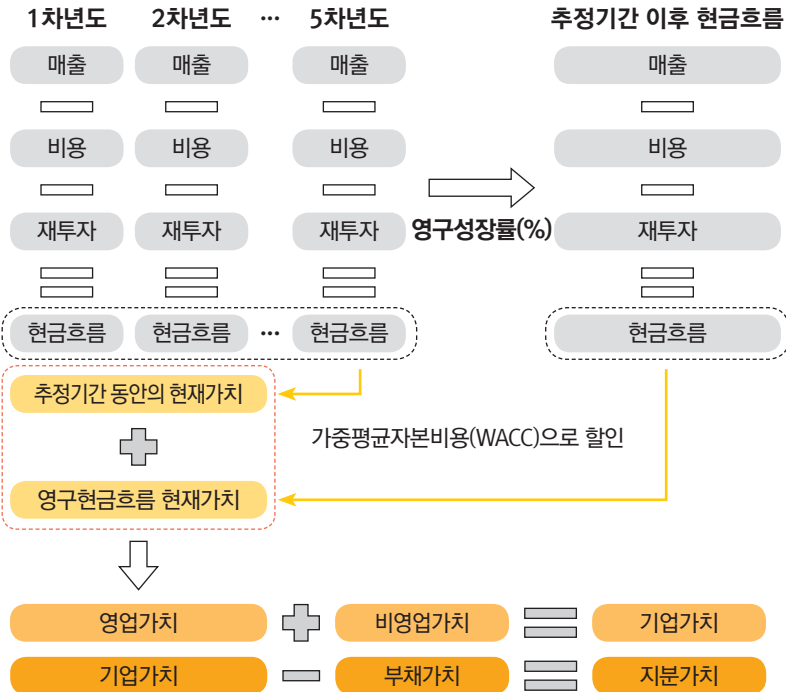 1차년도 2차년도 ··· 5차년도 추정기간 이후 현금흐름
매출 매출 매출 매출
비용 비용 비용 비용
재투자 재투자 재투자 영구성장률(%) 재투자
현금흐름 현금흐름 ··· 현금흐름 현금흐름
추정기간 동안의 현재가치
가중평균자본비용(WACC)으로 할인
영구현금흐름 현재가치
영업가치 비영업가치 기업가치
기업가치 부채가치 지분가치